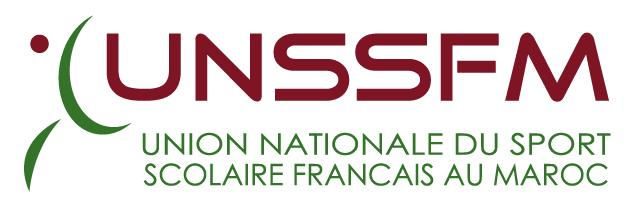 UNSSFM
UNION NATIONALE DU SPORT
SCOLAIRE FRANCAIS AU MAROC